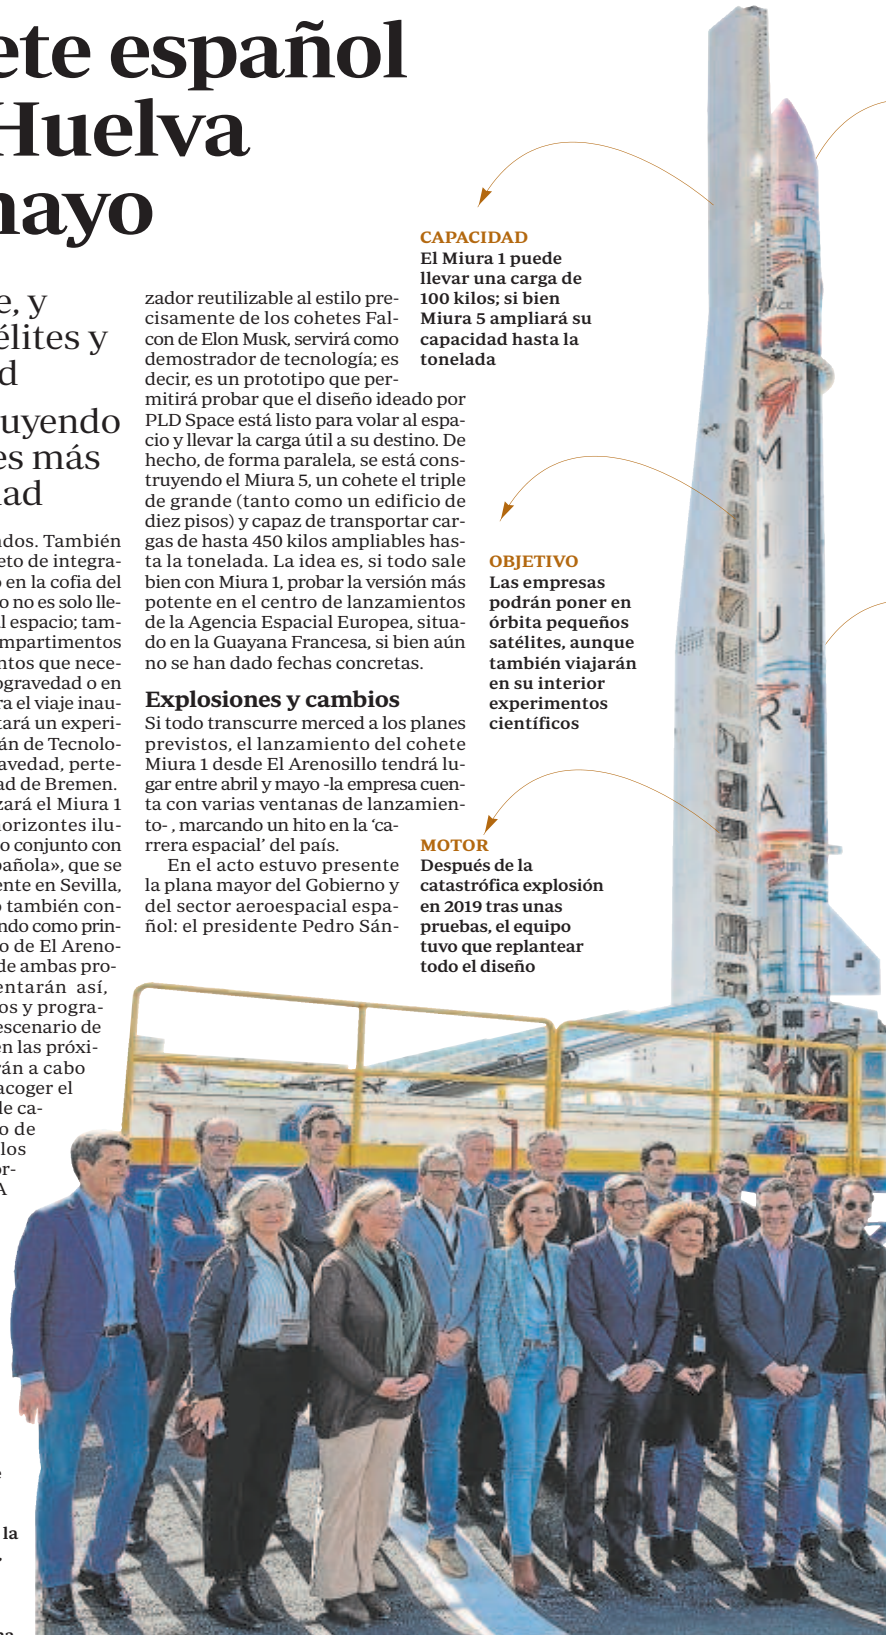 ete español
Huelva
mayo
e, y
élites y
d
uyendo
es más
dad
ados. También
eto de integra-
o en la cofia del
o no es solo lle-
al espacio; tam-
mpartimentos
ntos que nece-
ogravedad o en
ra el viaje inau-
tará un experi-
án de Tecnolo-
avedad, perte-
ad de Bremen.
zará el Miura 1
horizontes ilu-
o conjunto con
pañola», que se
ente en Sevilla,
o también con-
ndo como prin-
o de El Areno-
de ambas pro-
entarán así,
os y progra-
escenario de
en las próxi-
rán a cabo
acoger el
de ca-
o de
los
or-
A
e
la
zador reutilizable al estilo pre-
cisamente de los cohetes Fal-
con de Elon Musk, servirá como
demostrador de tecnología; es
decir, es un prototipo que per-
mitirá probar que el diseño ideado por
PLD Space está listo para volar al espa-
cio y llevar la carga útil a su destino. De
hecho, de forma paralela, se está cons-
truyendo el Miura 5, un cohete el triple
de grande (tanto como un edificio de
diez pisos) y capaz de transportar car-
gas de hasta 450 kilos ampliables has-
ta la tonelada. La idea es, si todo sale
bien con Miura 1, probar la versión más
potente en el centro de lanzamientos
de la Agencia Espacial Europea, situa-
do en la Guayana Francesa, si bien aún
no se han dado fechas concretas.
Explosiones y cambios
Si todo transcurre merced a los planes
previstos, el lanzamiento del cohete
Miura 1 desde El Arenosillo tendrá lu-
gar entre abril y mayo -la empresa cuen-
ta con varias ventanas de lanzamien-
to- , marcando un hito en la ‘ca-
rrera espacial’ del país.
En el acto estuvo presente
la plana mayor del Gobierno y
del sector aeroespacial espa-
ñol: el presidente Pedro Sán-
CAPACIDAD
El Miura 1 puede
llevar una carga de
100 kilos; si bien
Miura 5 ampliará su
capacidad hasta la
tonelada
OBJETIVO
Las empresas
podrán poner en
órbita pequeños
satélites, aunque
también viajarán
en su interior
experimentos
científicos
MOTOR
Después de la
catastrófica explosión
en 2019 tras unas
pruebas, el equipo
tuvo que replantear
todo el diseño
MIURA